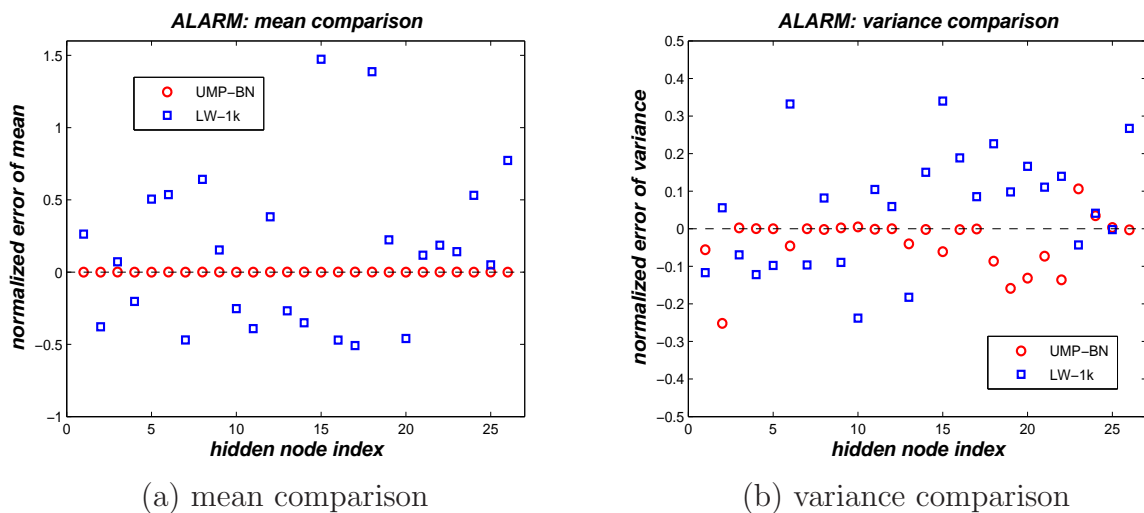 ALARM: mean comparison
1.5
1
0.5
0
−0.5
−1
normalized error of mean
UMP−BN
LW−1k
0 5 10 15 20 25
hidden node index
(a) mean comparison
ALARM: variance comparison
0.5
0.4
0.3
0.2
0.1
0
−0.1
−0.2
−0.3
−0.4
−0.5
normalized error of variance
UMP−BN
LW−1k
0 5 10 15 20 25
hidden node index
(b) variance comparison